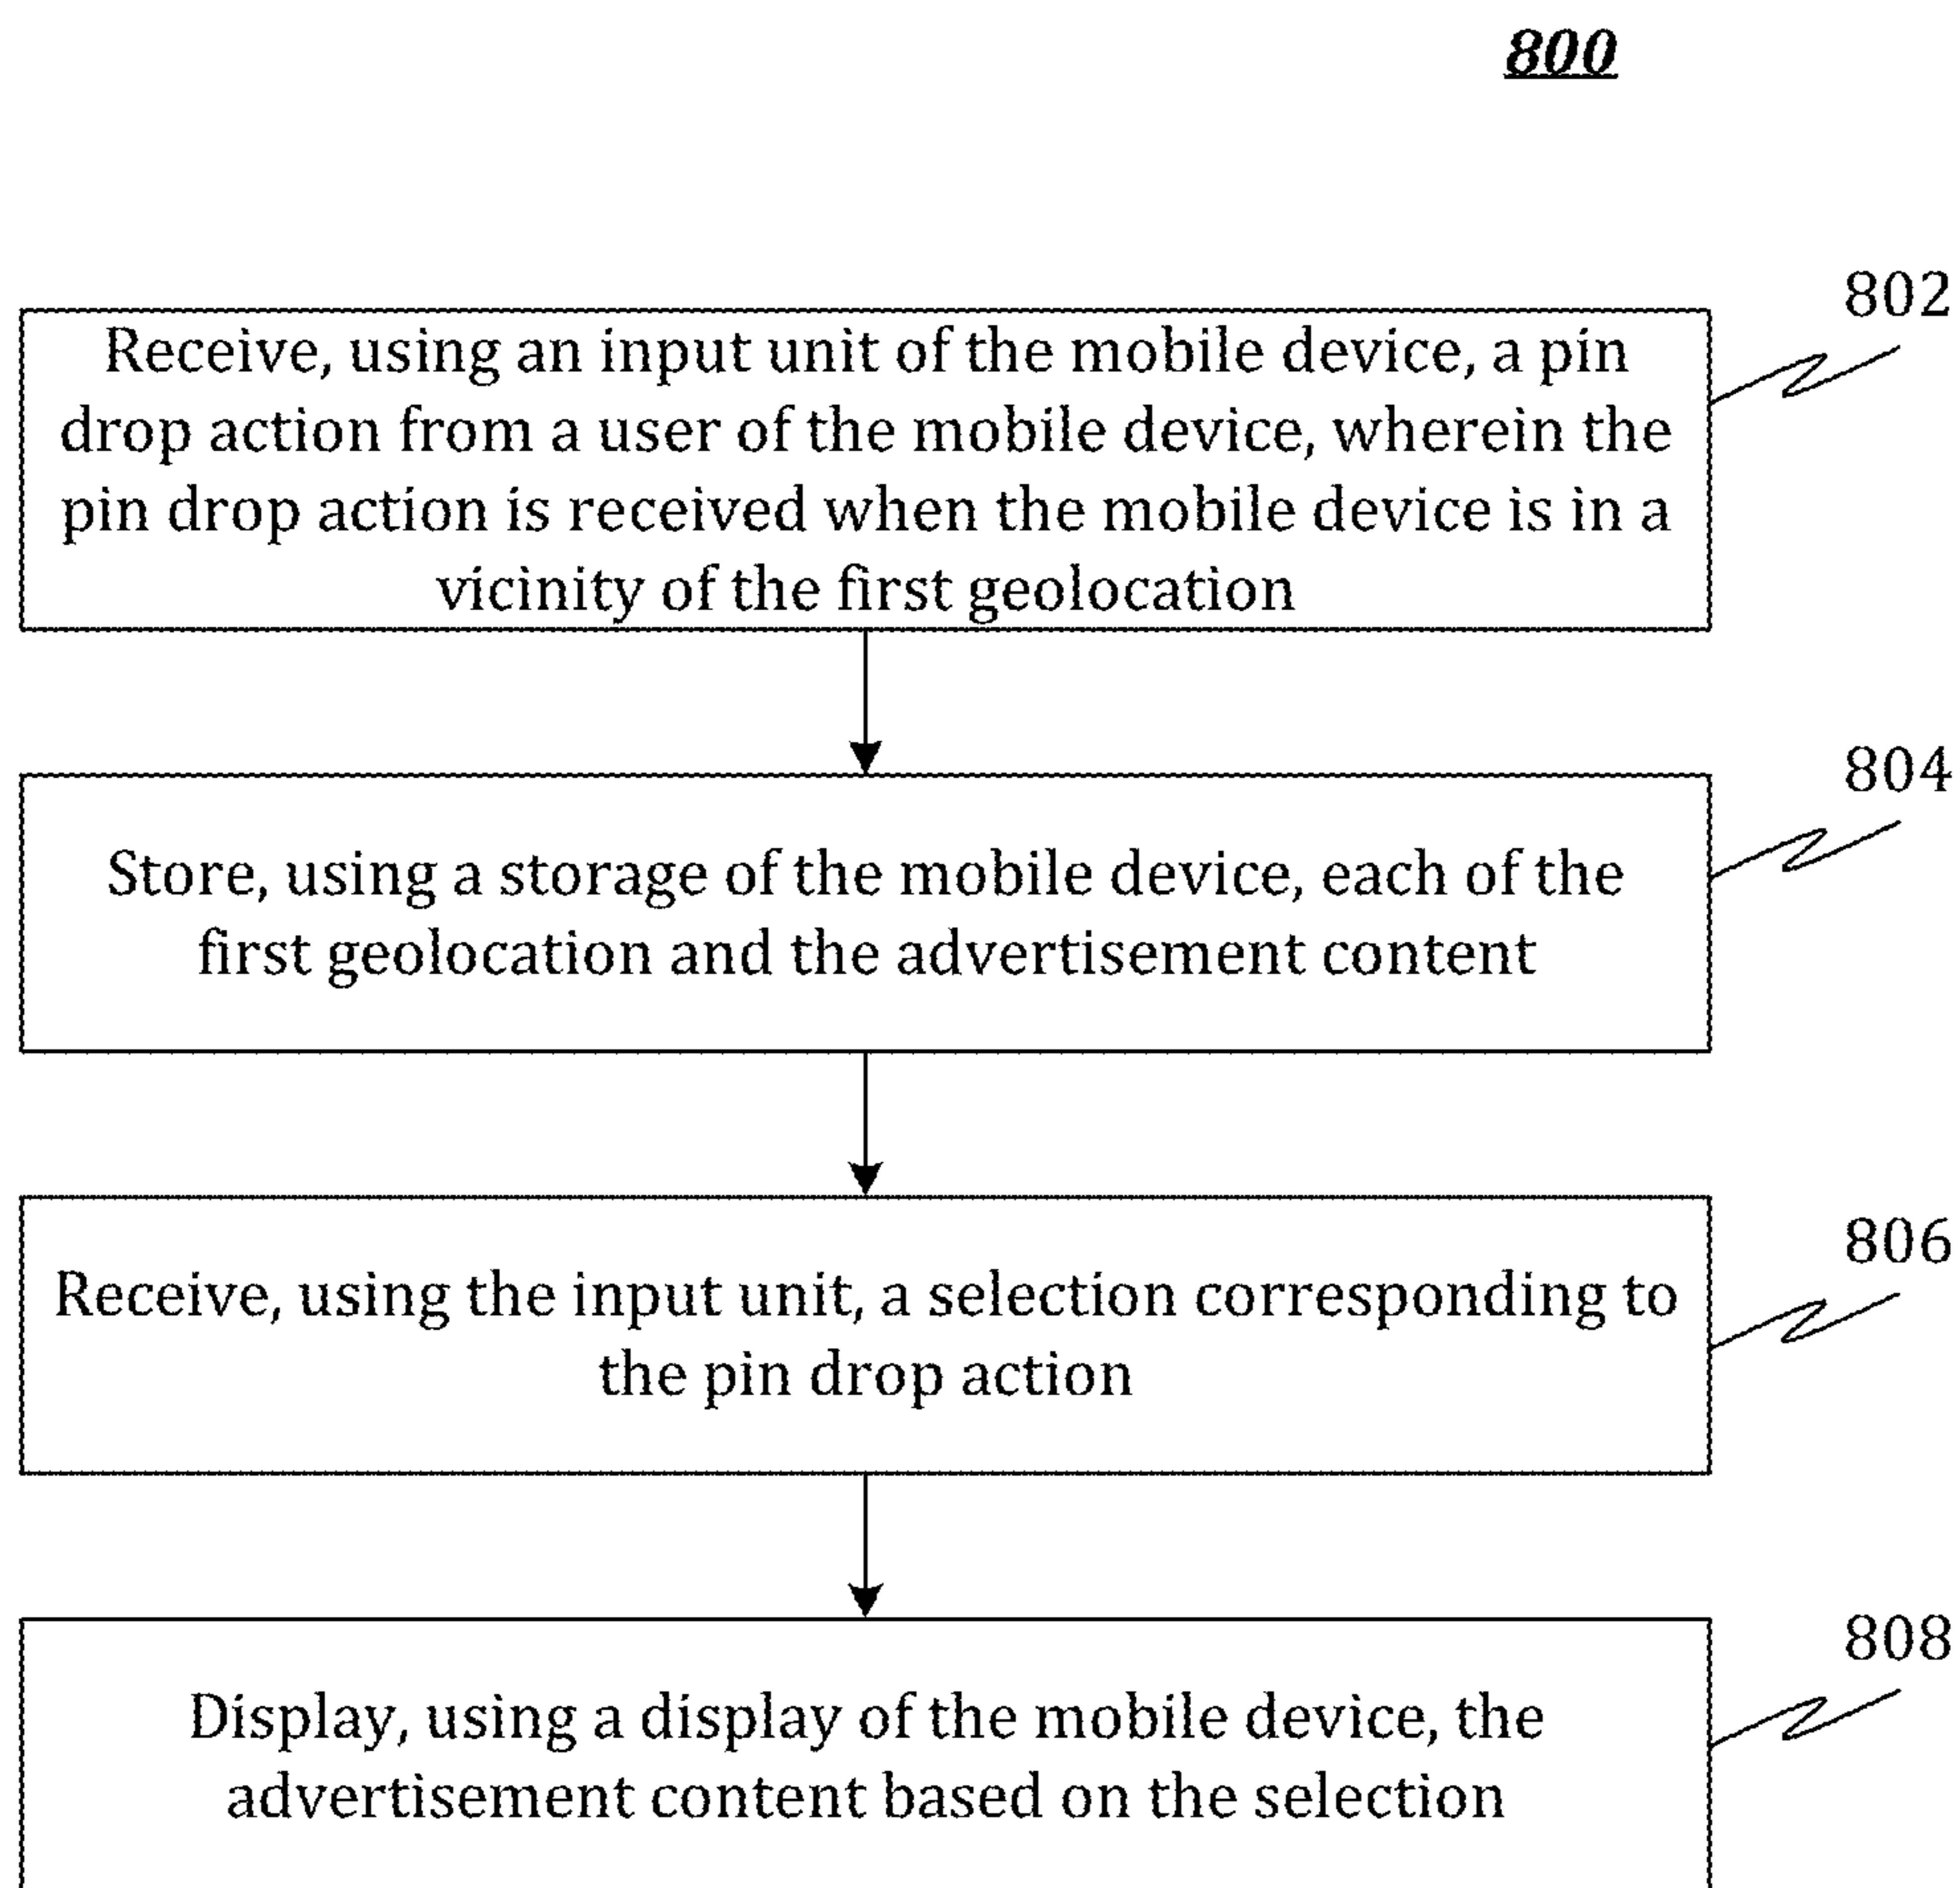 800
802
Receive, using an input unit of the mobile device, a pin
drop action from a user of the mobile device, wherein the
pin drop action is received when the mobile device is in a
vicinity of the first geolocation
804
Store, using a storage of the mobile device, each of the
first geolocation and the advertisement content
806
Receive, using the input unit, a selection corresponding to
the pin drop action
808
Display, using a display of the mobile device, the
advertisement content based on the selection